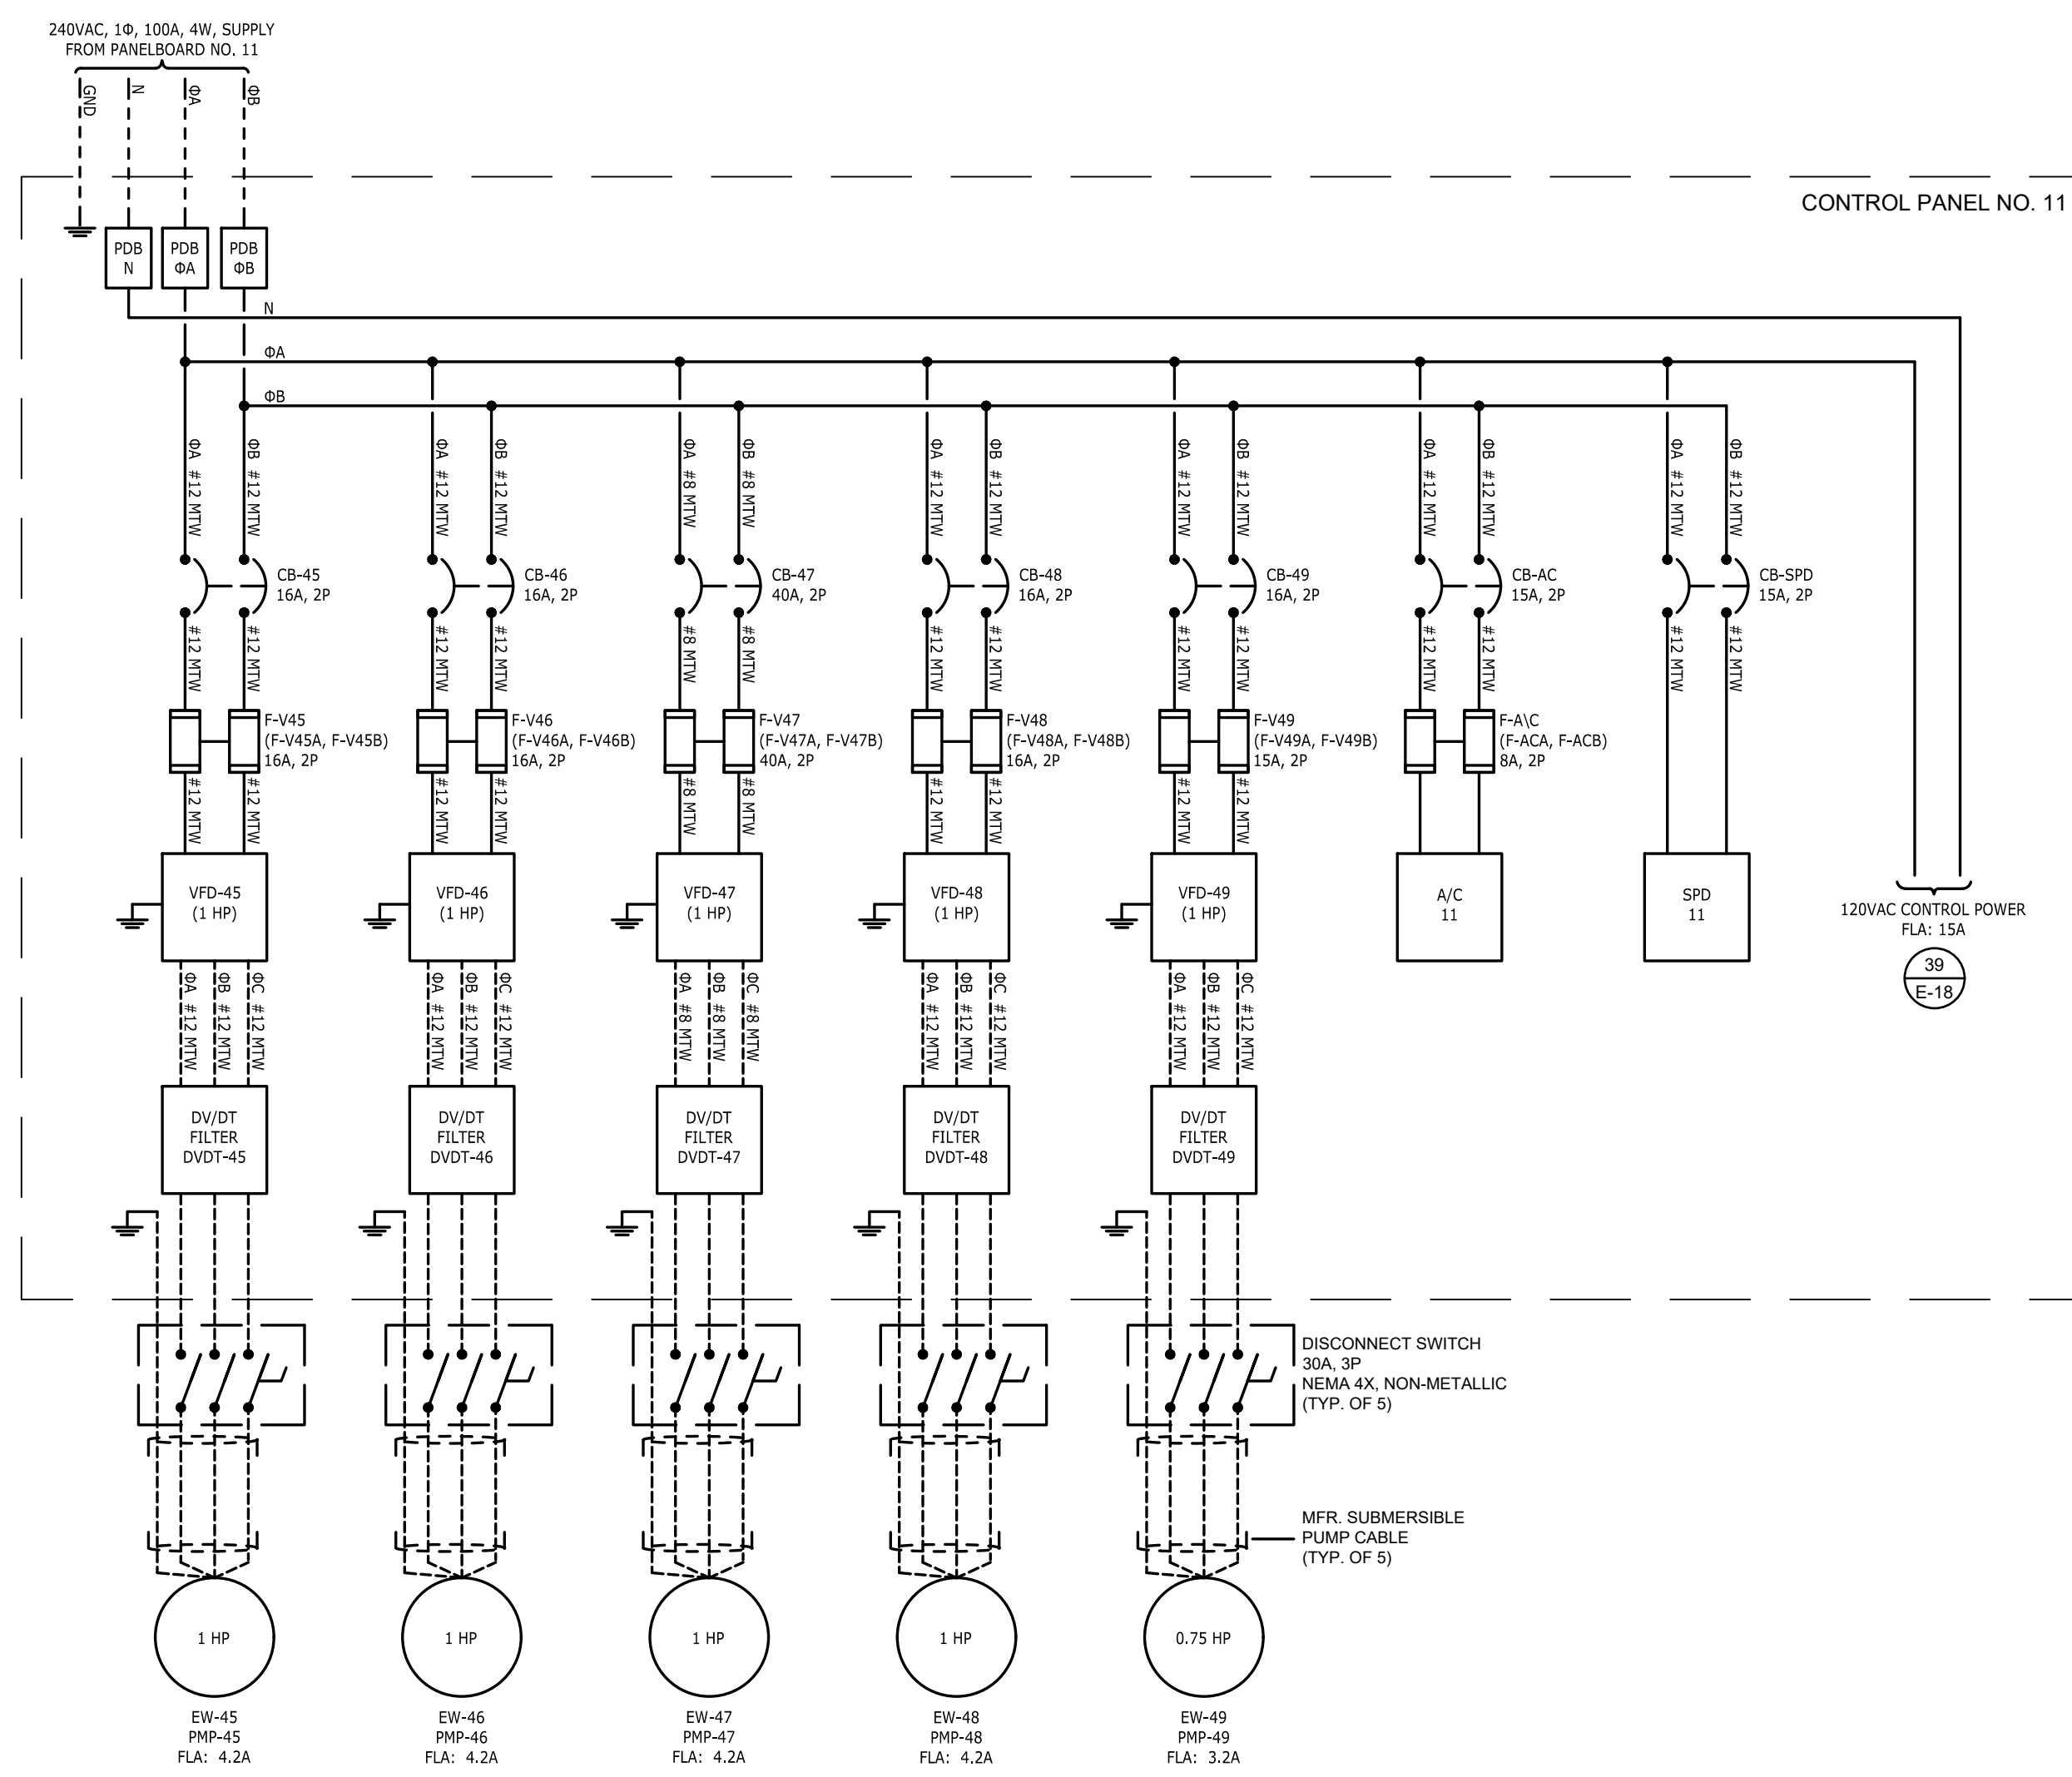 240VAC, 1Φ, 100A, 4W, SUPPLY
FROM PANELBOARD NO. 11
GND
N
ΦA
ΦB
CONTROL PANEL NO. 11
PDB
N
PDB
ΦA
PDB
ΦB
N
ΦA
ΦB
ΦA #12 MTW
ΦB #12 MTW
ΦA #12 MTW
ΦB #12 MTW
ΦA #8 MTW
ΦB #8 MTW
ΦA #12 MTW
ΦB #12 MTW
ΦA #12 MTW
ΦB #12 MTW
ΦA #12 MTW
ΦB #12 MTW
ΦA #12 MTW
ΦB #12 MTW
CB-45
16A, 2P
CB-46
16A, 2P
CB-47
40A, 2P
CB-48
16A, 2P
CB-49
16A, 2P
CB-AC
15A, 2P
CB-SPD
15A, 2P
#12 MTW
#12 MTW
#12 MTW
#12 MTW
#8 MTW
#8 MTW
#12 MTW
#12 MTW
#12 MTW
#12 MTW
#12 MTW
#12 MTW
#12 MTW
#12 MTW
F-V45
(F-V45A, F-V45B)
16A, 2P
F-V46
(F-V46A, F-V46B)
16A, 2P
F-V47
(F-V47A, F-V47B)
40A, 2P
F-V48
(F-V48A, F-V48B)
16A, 2P
F-V49
(F-V49A, F-V49B)
15A, 2P
F-A\C
(F-ACA, F-ACB)
8A, 2P
#12 MTW
#12 MTW
#12 MTW
#12 MTW
#8 MTW
#8 MTW
#12 MTW
#12 MTW
#12 MTW
#12 MTW
VFD-45
(1 HP)
VFD-46
(1 HP)
VFD-47
(1 HP)
VFD-48
(1 HP)
VFD-49
(1 HP)
A/C
11
SPD
11
120VAC CONTROL POWER
FLA: 15A
39
E-18
ΦA #12 MTW
ΦB #12 MTW
ΦC #12 MTW
ΦA #12 MTW
ΦB #12 MTW
ΦC #12 MTW
ΦA #8 MTW
ΦB #8 MTW
ΦC #8 MTW
ΦA #12 MTW
ΦB #12 MTW
ΦC #12 MTW
ΦA #12 MTW
ΦB #12 MTW
ΦC #12 MTW
DV/DT
FILTER
DVDT-45
DV/DT
FILTER
DVDT-46
DV/DT
FILTER
DVDT-47
DV/DT
FILTER
DVDT-48
DV/DT
FILTER
DVDT-49
DISCONNECT SWITCH
30A, 3P
NEMA 4X, NON-METALLIC
(TYP. OF 5)
MFR. SUBMERSIBLE
PUMP CABLE
(TYP. OF 5)
1 HP
1 HP
1 HP
1 HP
0.75 HP
EW-45
PMP-45
FLA: 4.2A
EW-46
PMP-46
FLA: 4.2A
EW-47
PMP-47
FLA: 4.2A
EW-48
PMP-48
FLA: 4.2A
EW-49
PMP-49
FLA: 3.2A